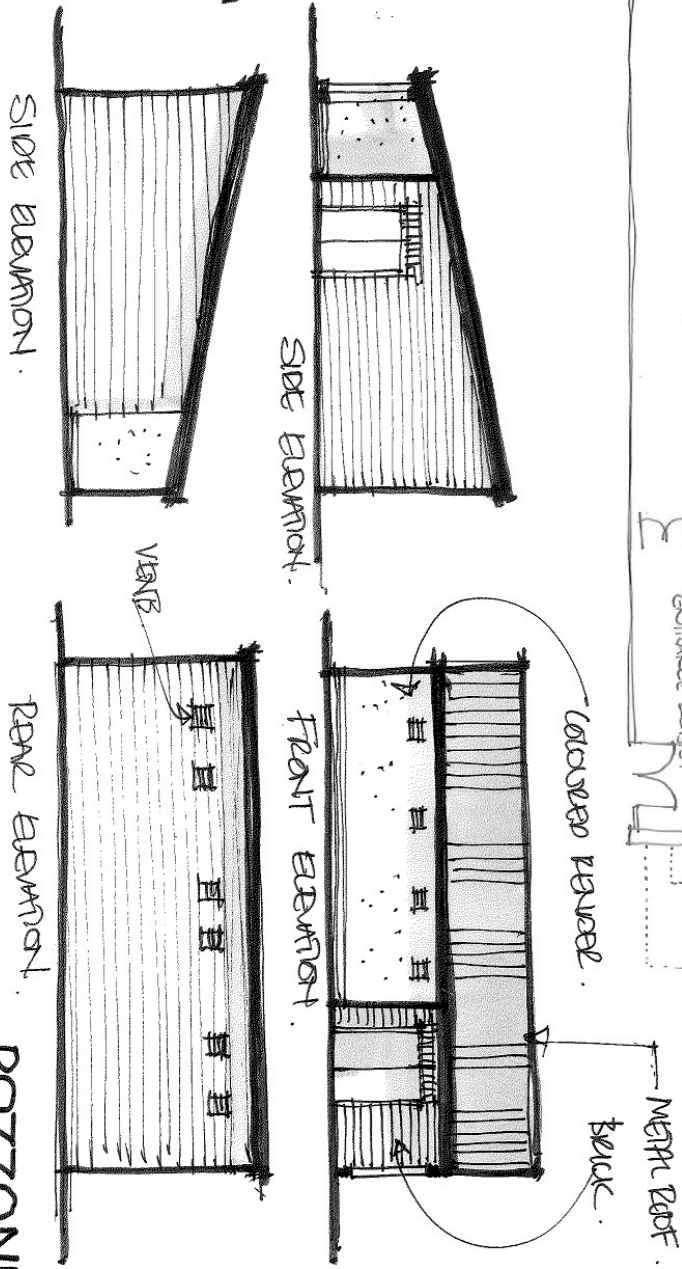 COLOURED RENDER.
METAL ROOF.
BRICK.
SIDE ELEVATION.
FRONT ELEVATION.
SIDE ELEVATION.
VENTS.
REAR ELEVATION.